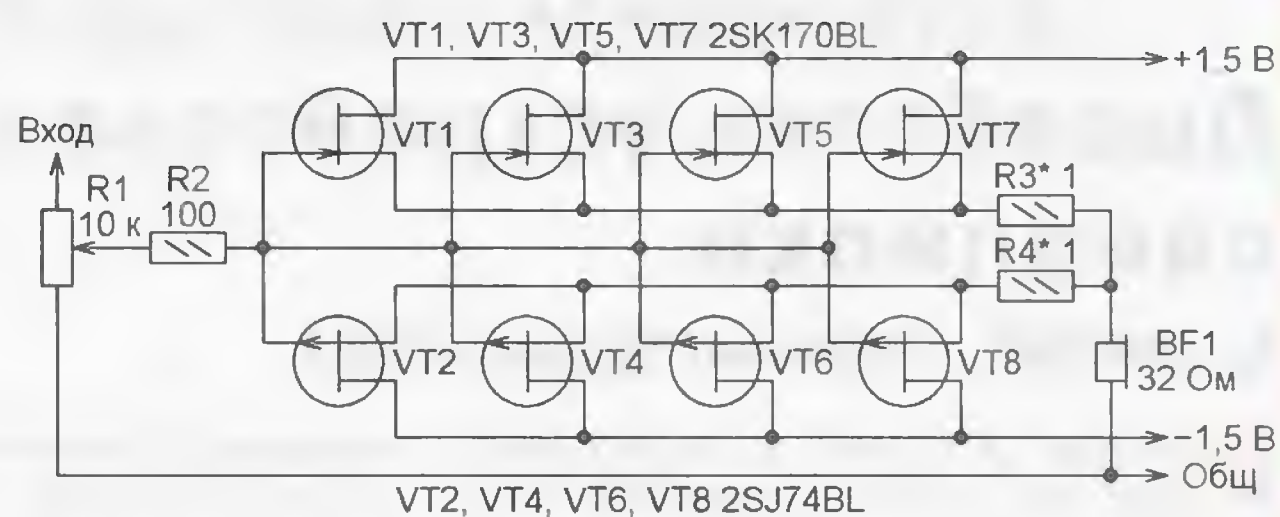 VT1, VT3, VT5, VT7 2SK170BL
+1,5 В
Вход
VT1
VT3
VT5
VT7
R1
10 к
R2
100
R3* 1
R4* 1
VT2
VT4
VT6
VT8
BF1
32 Ом
−1,5 В
Общ
VT2, VT4, VT6, VT8 2SJ74BL